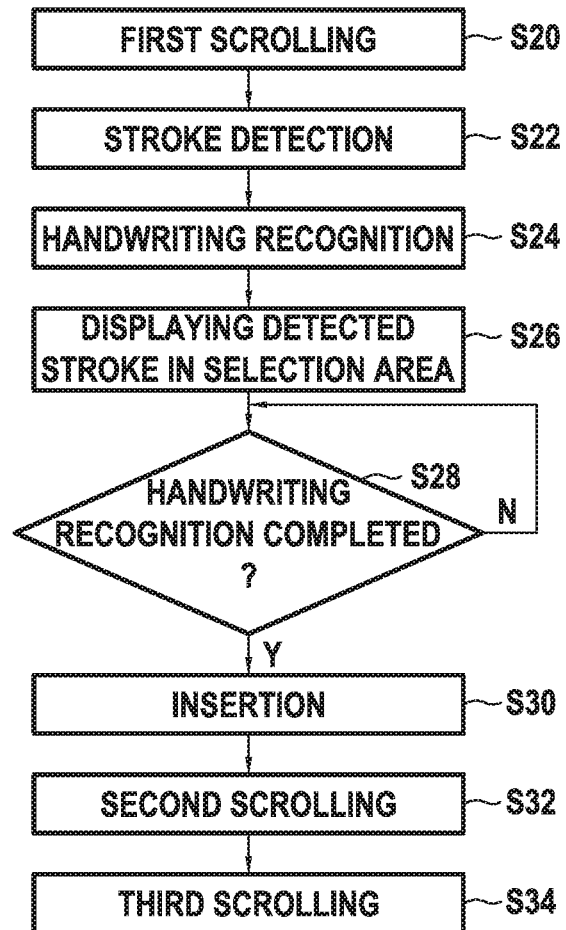 FIRST SCROLLING S20
STROKE DETECTION S22
HANDWRITING RECOGNITION S24
DISPLAYING DETECTED
STROKE IN SELECTION AREA S26
S28
HANDWRITING
RECOGNITION COMPLETED N
?
Y
INSERTION S30
SECOND SCROLLING S32
THIRD SCROLLING S34